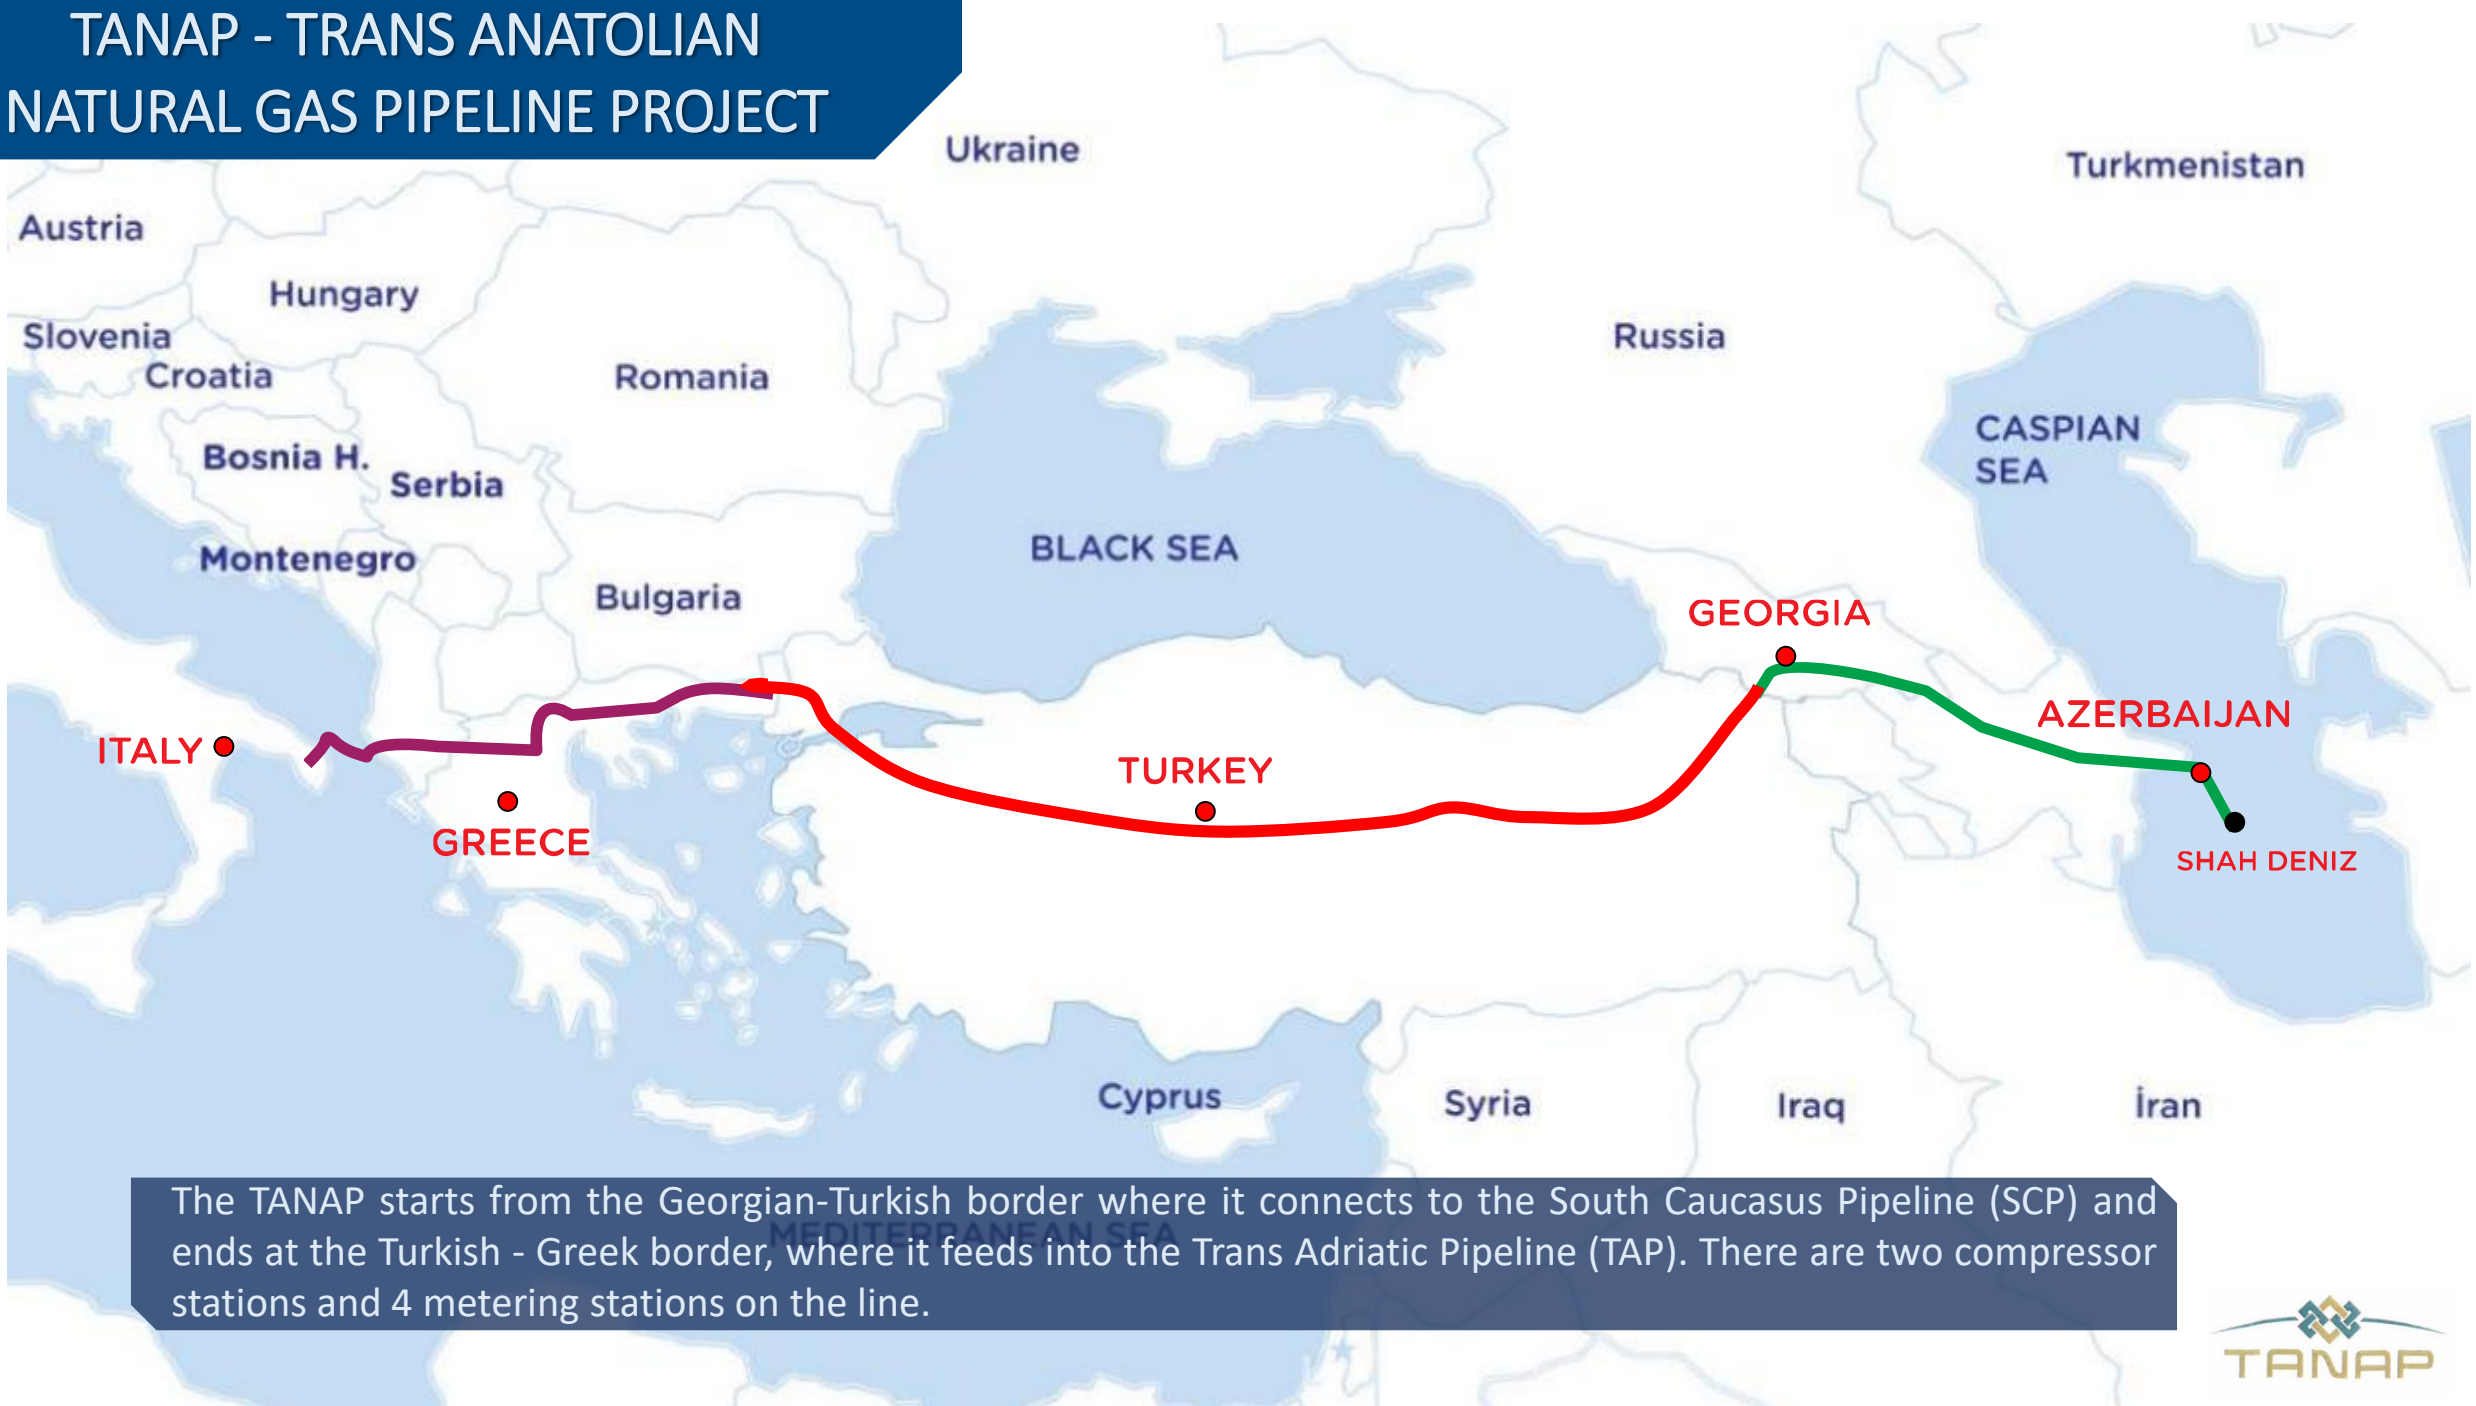 TANAP - TRANS ANATOLIAN
NATURAL GAS PIPELINE PROJECT
Ukraine
Turkmenistan
Austria
Hungary
Slovenia
Croatia
Romania
Russia
CASPIAN
SEA
Bosnia H.
Serbia
BLACK SEA
Montenegro
Bulgaria
GEORGIA
AZERBAIJAN
ITALY
TURKEY
GREECE
SHAH DENIZ
Cyprus
Syria
Iraq
İran
MEDITERRANEAN SEA
The TANAP starts from the Georgian-Turkish border where it connects to the South Caucasus Pipeline (SCP) and
ends at the Turkish - Greek border, where it feeds into the Trans Adriatic Pipeline (TAP). There are two compressor
stations and 4 metering stations on the line.
TANAP